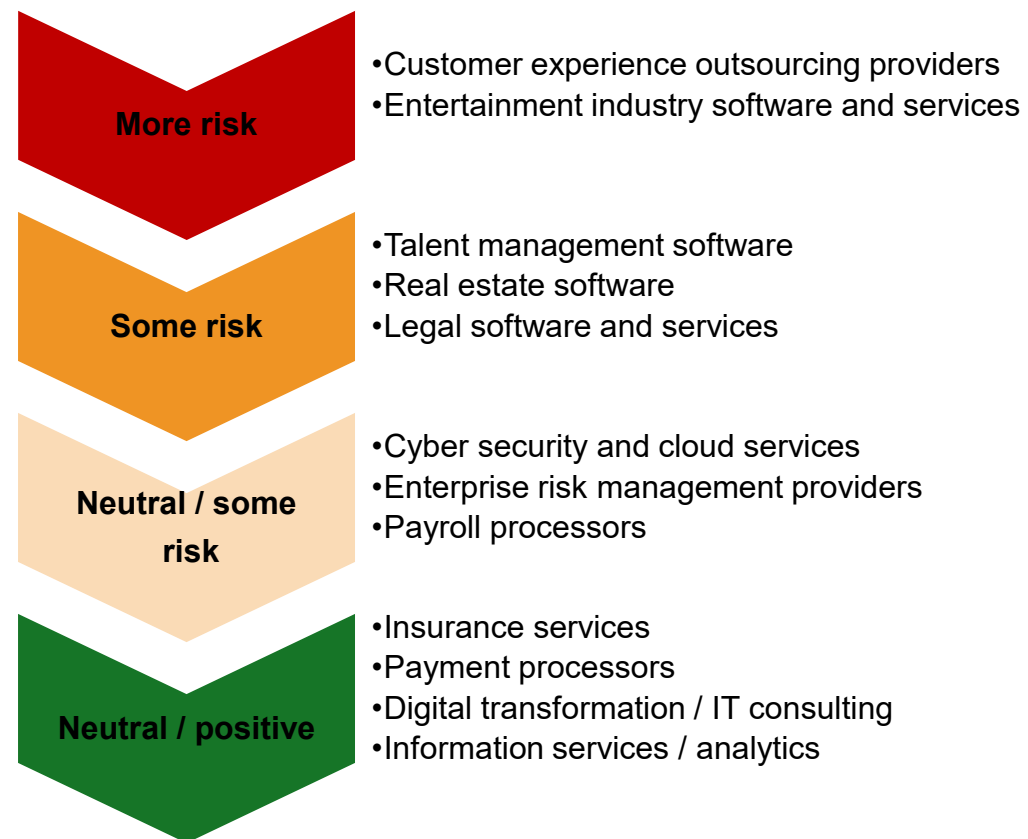 More risk
•Customer experience outsourcing providers
•Entertainment industry software and services
Some risk
•Talent management software
•Real estate software
•Legal software and services
Neutral / some
risk
•Cyber security and cloud services
•Enterprise risk management providers
•Payroll processors
Neutral / positive
•Insurance services
•Payment processors
•Digital transformation / IT consulting
•Information services / analytics